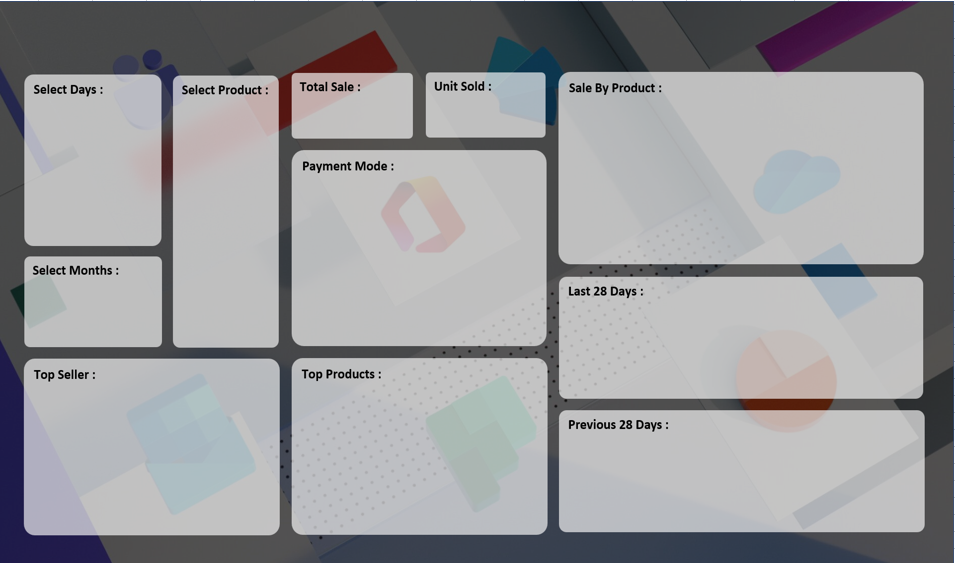 Select Days :
Select Product :
Total Sale :
Unit Sold :
Sale By Product :
Payment Mode :
Select Months :
Last 28 Days :
Top Seller :
Top Products :
Previous 28 Days :